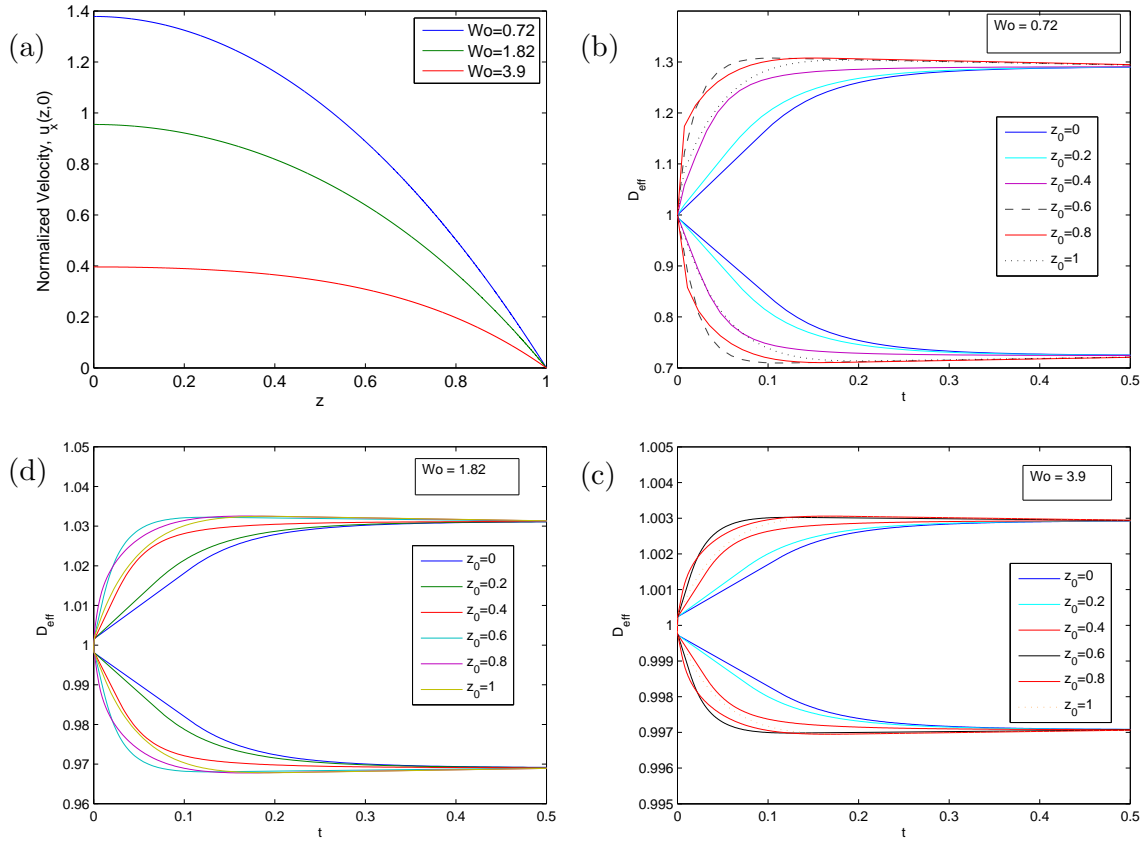 (a)
Normalized Velocity, u_x(z,0)
1.4
1.2
1
0.8
0.6
0.4
0.2
0
0
0.2
0.4
0.6
0.8
1
z
Wo=0.72
Wo=1.82
Wo=3.9
(b)
Wo = 0.72
D_eff
1.3
1.2
1.1
1
0.9
0.8
0.7
0
0.1
0.2
0.3
0.4
0.5
t
z_0=0
z_0=0.2
z_0=0.4
z_0=0.6
z_0=0.8
z_0=1
(d)
Wo = 1.82
D_eff
1.05
1.04
1.03
1.02
1.01
1
0.99
0.98
0.97
0.96
0
0.1
0.2
0.3
0.4
0.5
t
z_0=0
z_0=0.2
z_0=0.4
z_0=0.6
z_0=0.8
z_0=1
(c)
Wo = 3.9
D_eff
1.005
1.004
1.003
1.002
1.001
1
0.999
0.998
0.997
0.996
0.995
0
0.1
0.2
0.3
0.4
0.5
t
z_0=0
z_0=0.2
z_0=0.4
z_0=0.6
z_0=0.8
z_0=1